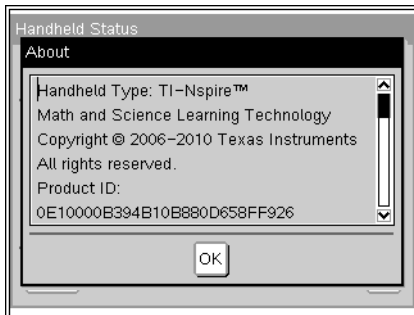 Handheld Status
About
Handheld Type: TI-Nspire™
Math and Science Learning Technology
Copyright © 2006-2010 Texas Instruments
All rights reserved.
Product ID:
0E10000B394B10B880D658FF926
OK